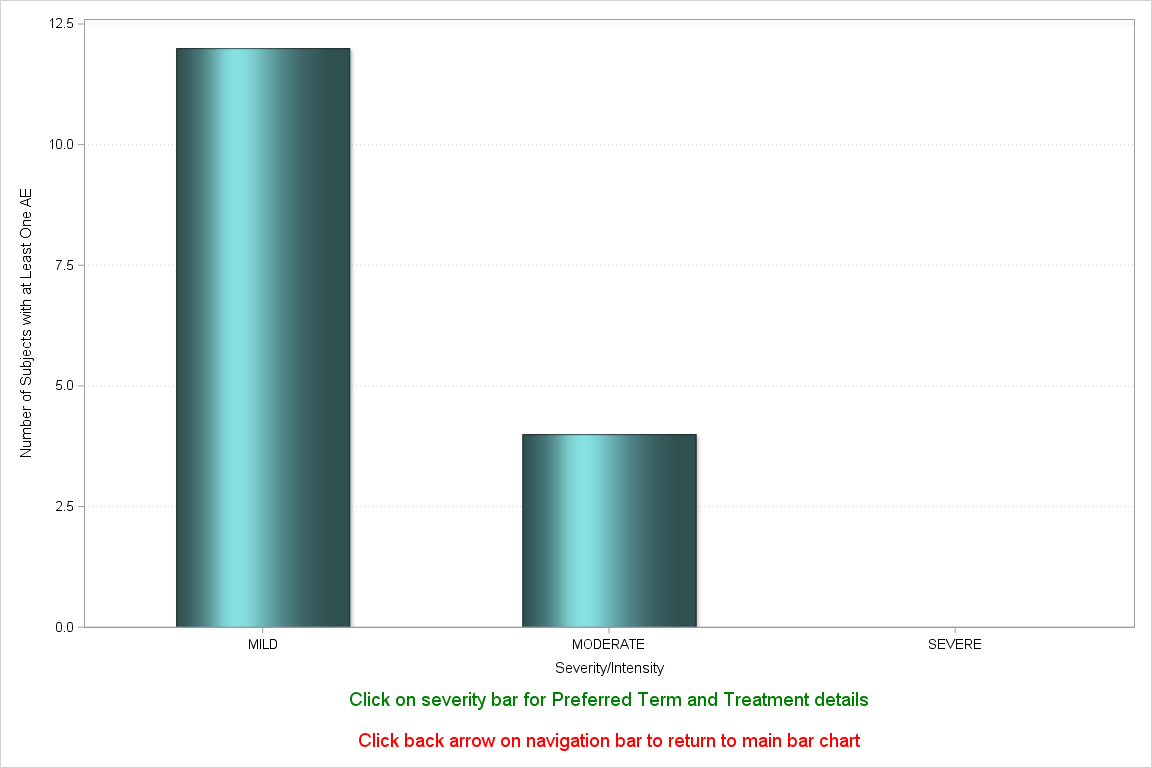 12.5
10.0
7.5
5.0
2.5
0.0
Number of Subjects with at Least One AE
MILD
MODERATE
SEVERE
Severity/Intensity
Click on severity bar for Preferred Term and Treatment details
Click back arrow on navigation bar to return to main bar chart